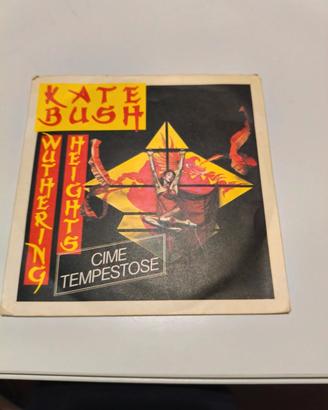 KATE
BUSH
WUTHERING
HEIGHTS
CIME
TEMPESTOSE